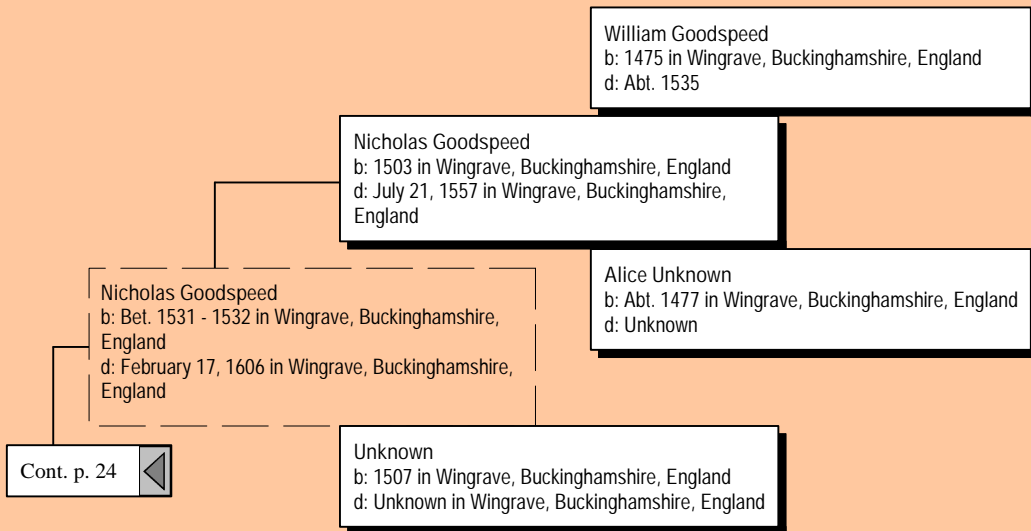 William Goodspeed
b: 1475 in Wingrave, Buckinghamshire, England
d: Abt. 1535
Nicholas Goodspeed
b: 1503 in Wingrave, Buckinghamshire, England
d: July 21, 1557 in Wingrave, Buckinghamshire,
England
Alice Unknown
b: Abt. 1477 in Wingrave, Buckinghamshire, England
d: Unknown
Nicholas Goodspeed
b: Bet. 1531 - 1532 in Wingrave, Buckinghamshire,
England
d: February 17, 1606 in Wingrave, Buckinghamshire,
England
Cont. p. 24
Unknown
b: 1507 in Wingrave, Buckinghamshire, England
d: Unknown in Wingrave, Buckinghamshire, England